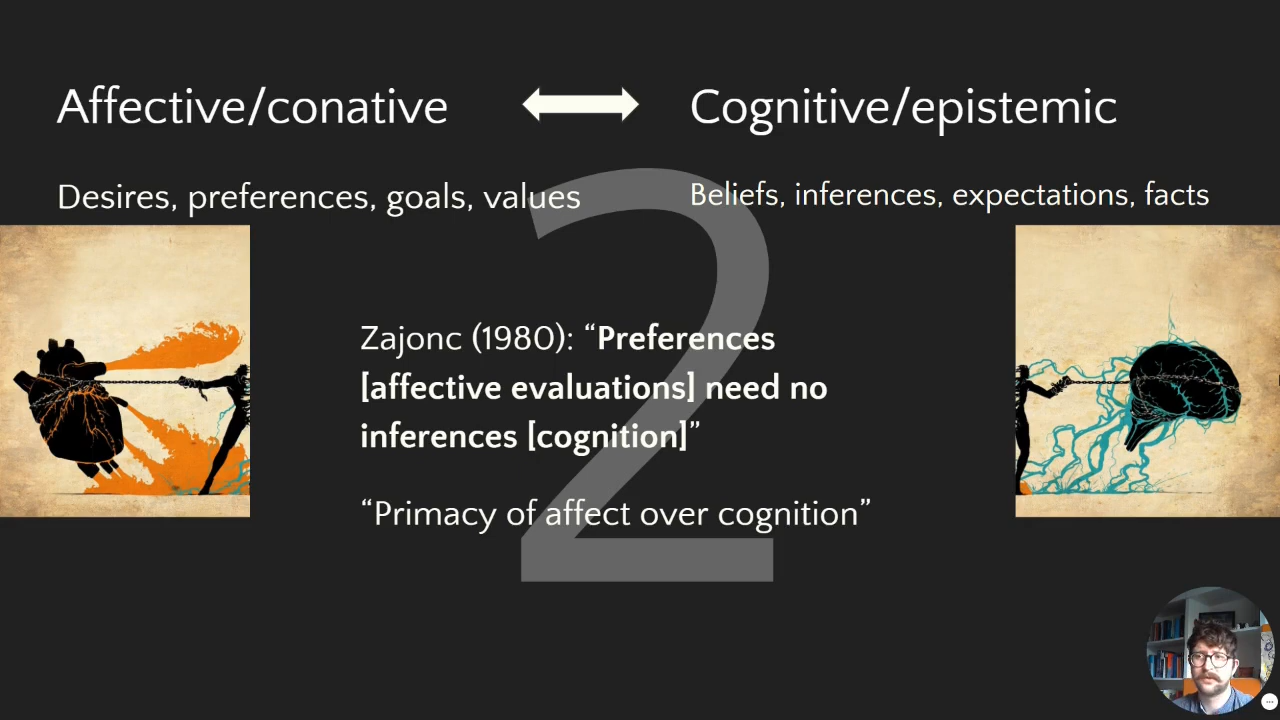 Affective/conative
Cognitive/epistemic
Desires, preferences, goals, values
Beliefs, inferences, expectations, facts
2
Zajonc (1980): “Preferences
[affective evaluations] need no
inferences [cognition]”
“Primacy of affect over cognition”